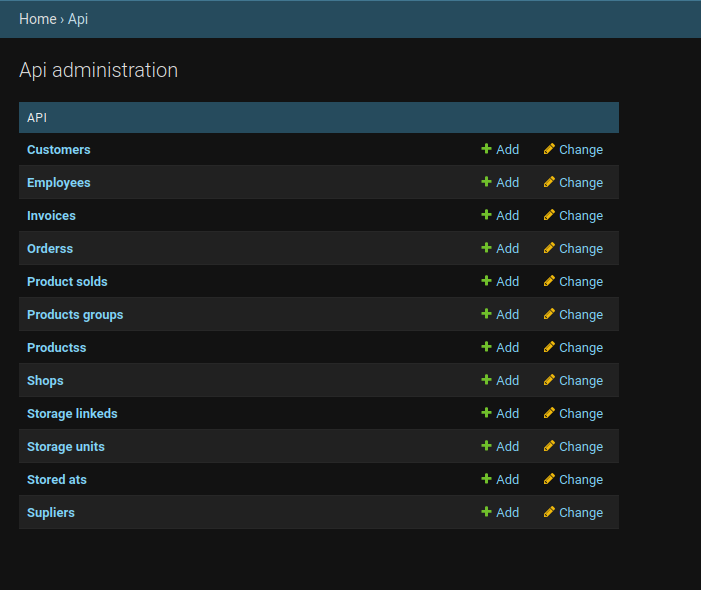 Home › Api
Api administration
API
Customers Add Change
Employees Add Change
Invoices Add Change
Orderss Add Change
Product solds Add Change
Products groups Add Change
Productss Add Change
Shops Add Change
Storage linkeds Add Change
Storage units Add Change
Stored ats Add Change
Supliers Add Change